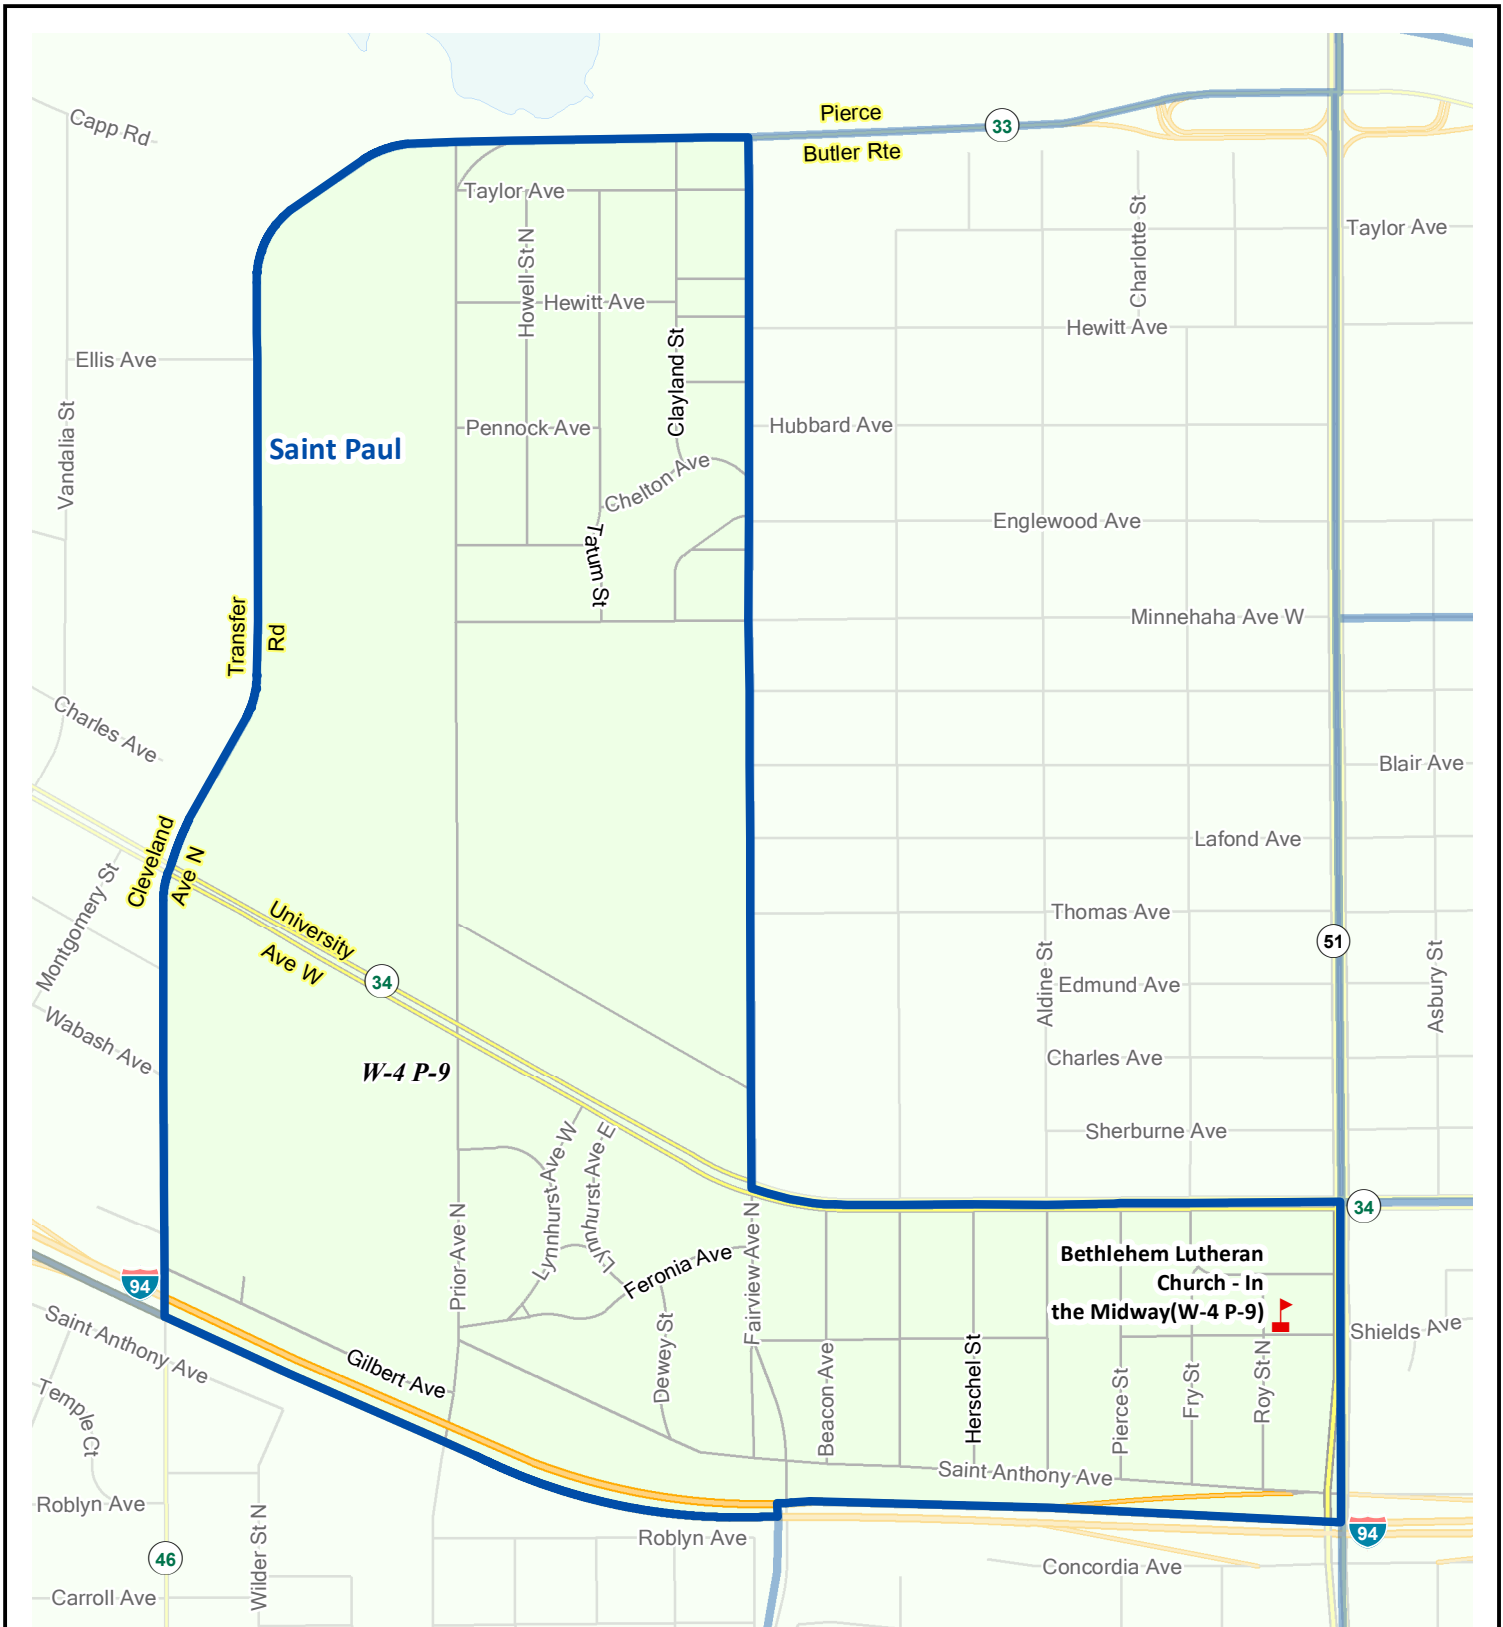 Pierce
33
Butler Rte
Capp Rd
Taylor Ave
Taylor Ave
Howell St N
Charlotte St
Hewitt Ave
Hewitt Ave
Ellis Ave
Clayland St
Vandalia St
Pennock Ave
Hubbard Ave
Saint Paul
Chelton Ave
Englewood Ave
Tatum St
Minnehaha Ave W
Transfer
Rd
Charles Ave
Blair Ave
Cleveland
Ave N
Lafond Ave
Montgomery St
University
Ave W
34
Thomas Ave
51
Aldine St
Edmund Ave
Asbury St
Wabash Ave
W-4 P-9
Charles Ave
Sherburne Ave
Lynnhurst Ave W
Lynnhurst Ave E
Prior Ave N
Fairview Ave N
34
Feronia Ave
Bethlehem Lutheran
Church - In
the Midway(W-4 P-9)
94
Saint Anthony Ave
Shields Ave
Gilbert Ave
Dewey St
Beacon Ave
Herschel St
Pierce St
Fry St
Roy St N
Temple Ct
Saint Anthony Ave
Roblyn Ave
Wilder St N
Roblyn Ave
94
46
Concordia Ave
Carroll Ave